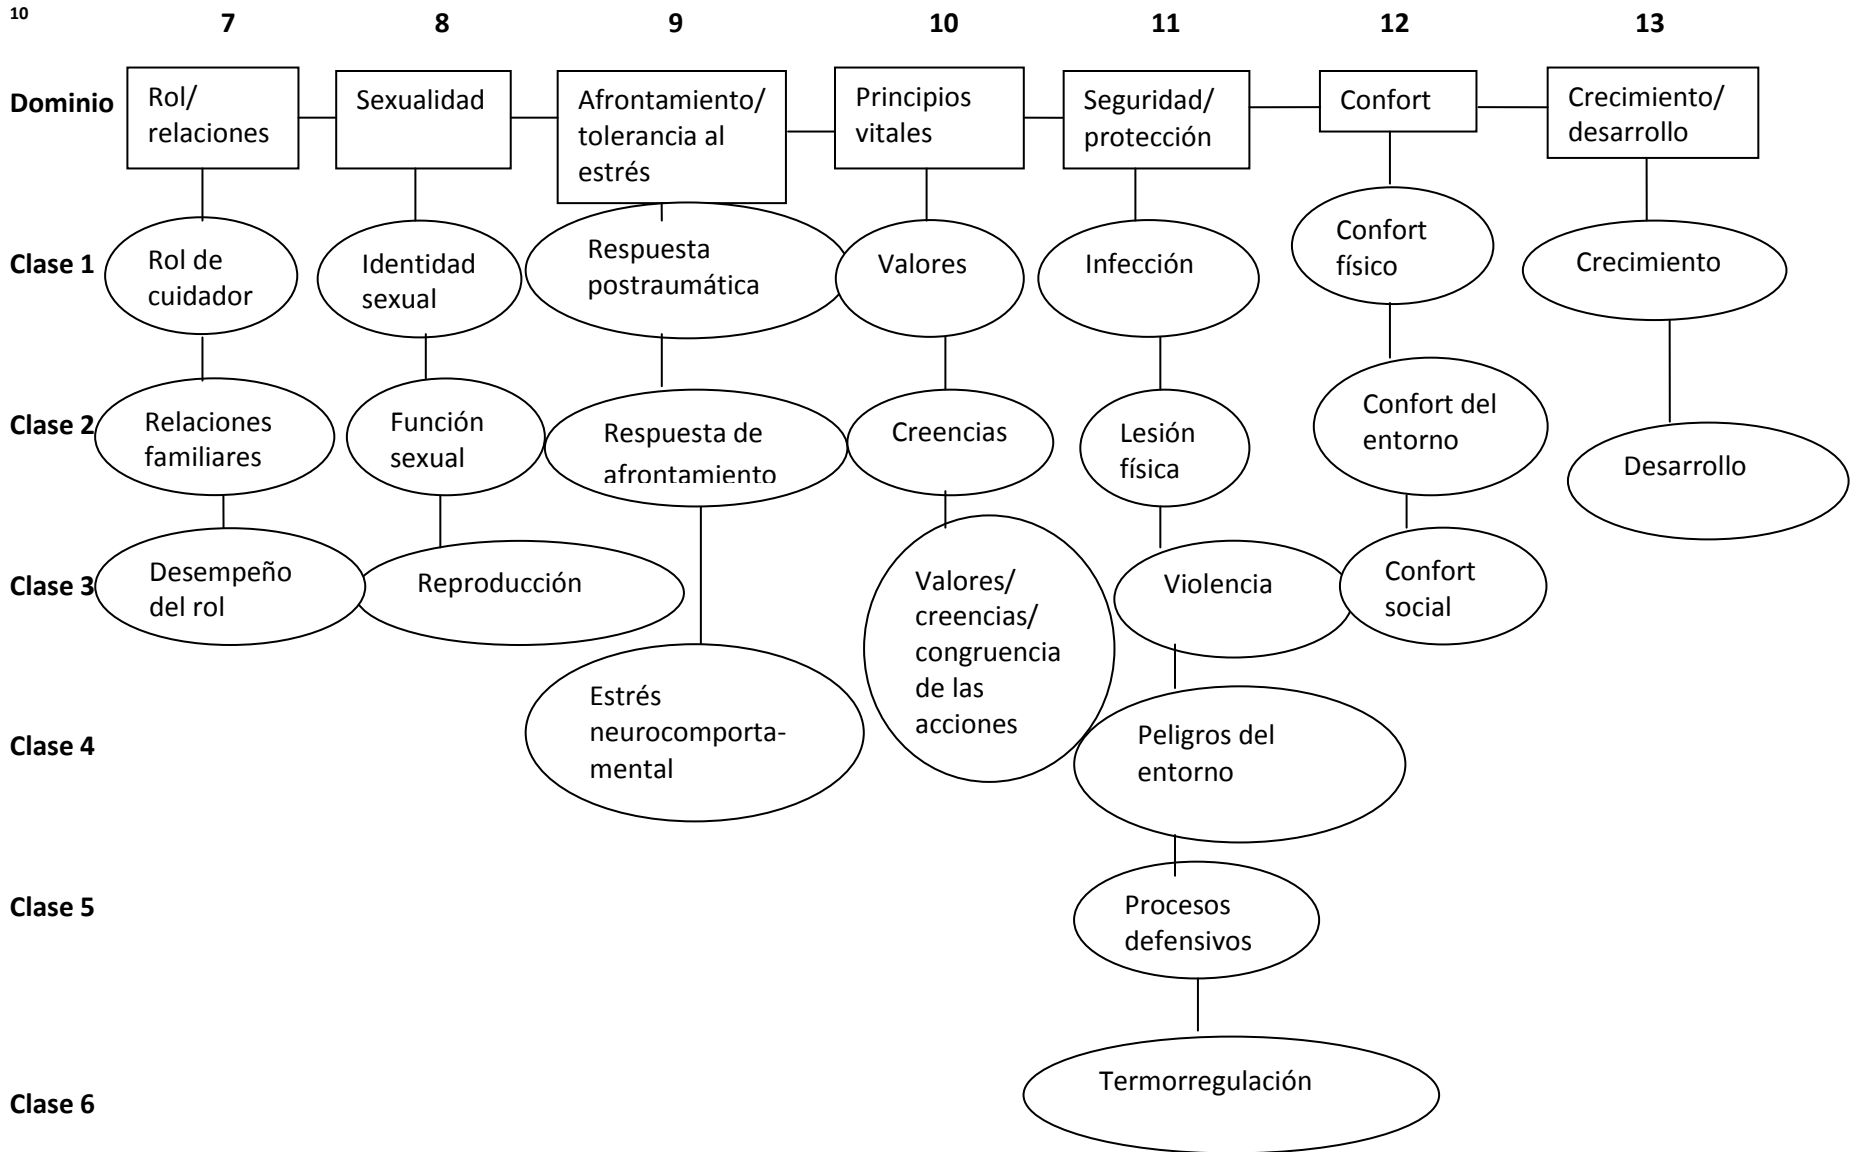 10
7 8 9 10 11 12 13
Dominio
Rol/
relaciones
Sexualidad
Afrontamiento/
tolerancia al
estrés
Principios
vitales
Seguridad/
protección
Confort
Crecimiento/
desarrollo
Clase 1
Rol de
cuidador
Identidad
sexual
Respuesta
postraumática
Valores
Infección
Confort
físico
Crecimiento
Clase 2
Relaciones
familiares
Función
sexual
Respuesta de
afrontamiento
Creencias
Lesión
física
Confort del
entorno
Desarrollo
Clase 3
Desempeño
del rol
Reproducción
Valores/
creencias/
congruencia
de las
acciones
Violencia
Confort
social
Clase 4
Estrés
neurocomporta-
mental
Peligros del
entorno
Clase 5
Procesos
defensivos
Clase 6
Termorregulación